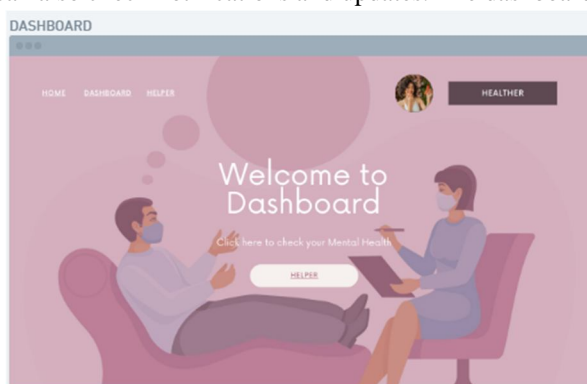 DASHBOARD
HOME DASHBOARD HELPER
HEALTHER
Welcome to
Dashboard
Click here to check your Mental Health
HELPER